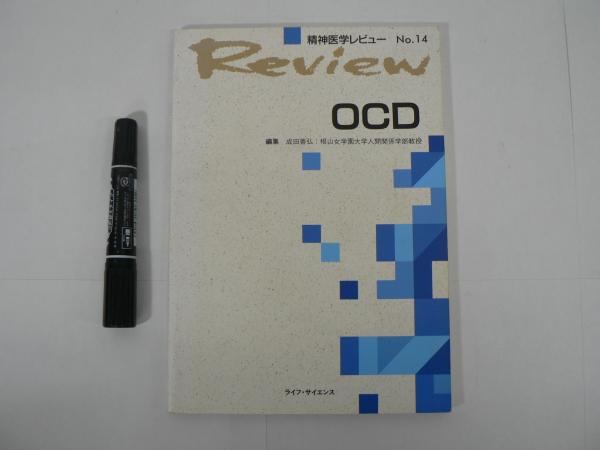 精神医学レビュー No.14
Review
OCD
編集 成田善弘：椙山女学園大学人間関係学部教授
ライフ・サイエンス